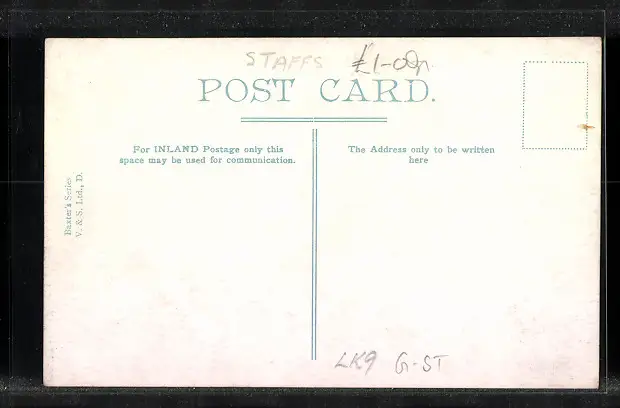 STAFFS £1-00p.
POST CARD.
For INLAND Postage only this
space may be used for communication.
The Address only to be written
here
Baxter's Series
V. & S. Ltd., D.
LK9 G-ST